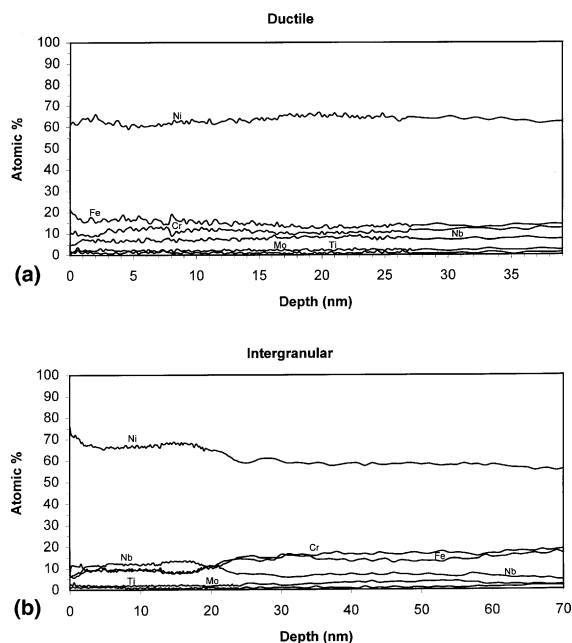 Ductile
100
90
80
70
60
50
40
30
20
10
0
Atomic %
Ni
Fe
Cr
Mo
Ti
Nb
0 5 10 15 20 25 30 35
Depth (nm)
(a)
Intergranular
100
90
80
70
60
50
40
30
20
10
0
Atomic %
Ni
Nb
Ti
Mo
Cr
Fe
Nb
0 10 20 30 40 50 60 70
Depth (nm)
(b)